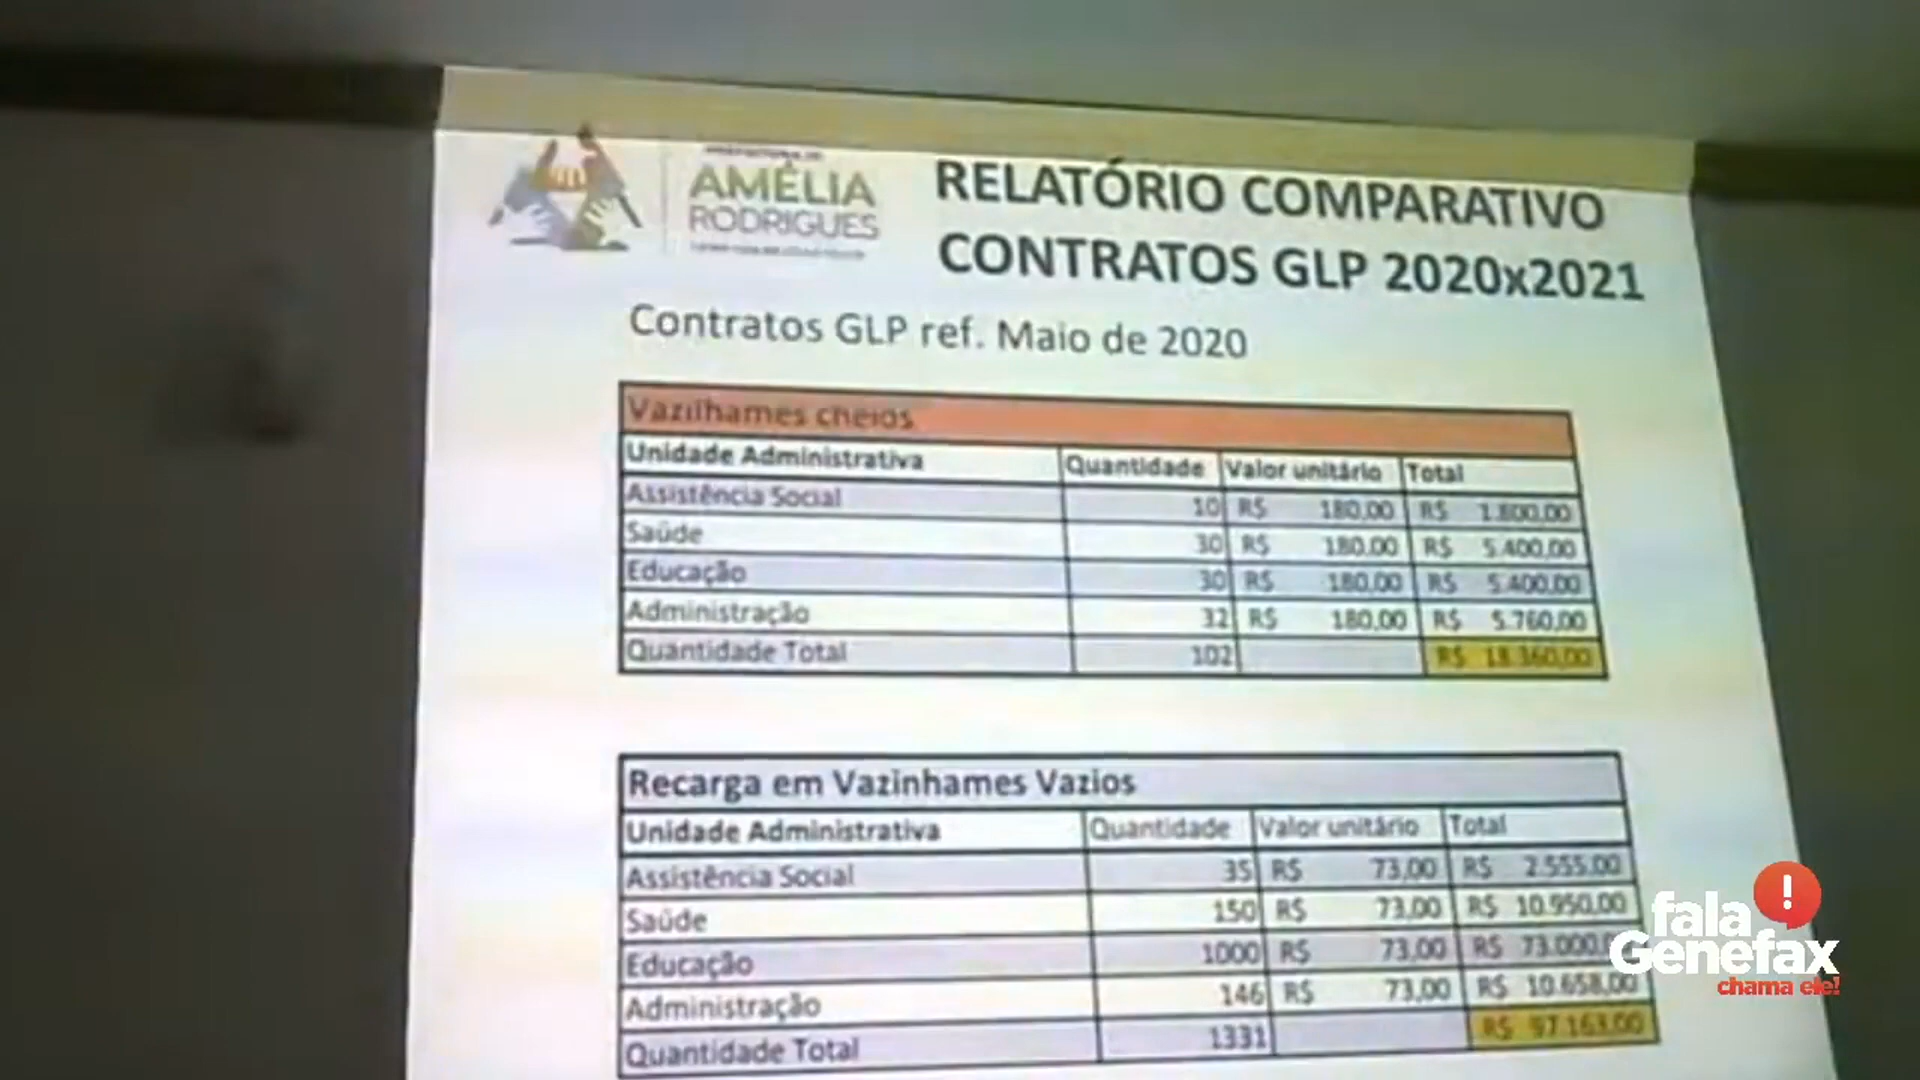 AMÉLIA
RODRIGUES
RELATÓRIO COMPARATIVO
CONTRATOS GLP 2020x2021
Contratos GLP ref. Maio de 2020
Vazilhames cheios
Unidade Administrativa Quantidade Valor unitário Total
Assistência Social 10 R$ 180,00 R$ 1.800,00
Saúde 30 R$ 180,00 R$ 5.400,00
Educação 30 R$ 180,00 R$ 5.400,00
Administração 32 R$ 180,00 R$ 5.760,00
Quantidade Total 102 R$ 18.360,00
Recarga em Vazinhames Vazios
Unidade Administrativa Quantidade Valor unitário Total
Assistência Social 35 R$ 73,00 R$ 2.555,00
Saúde 150 R$ 73,00 R$ 10.950,00
Educação 1000 R$ 73,00 R$ 73.000,0
Administração 146 R$ 73,00 R$ 10.658,00
Quantidade Total 1331 R$ 97.163,00
fala
Genefax
chama ele!